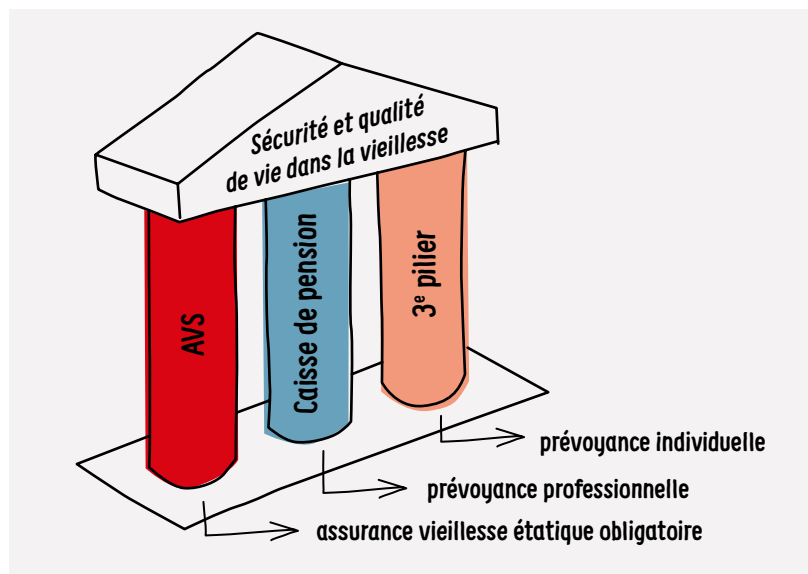 Sécurité et qualité
de vie dans la vieillesse
AVS
Caisse de pension
3e pilier
prévoyance individuelle
prévoyance professionnelle
assurance vieillesse étatique obligatoire